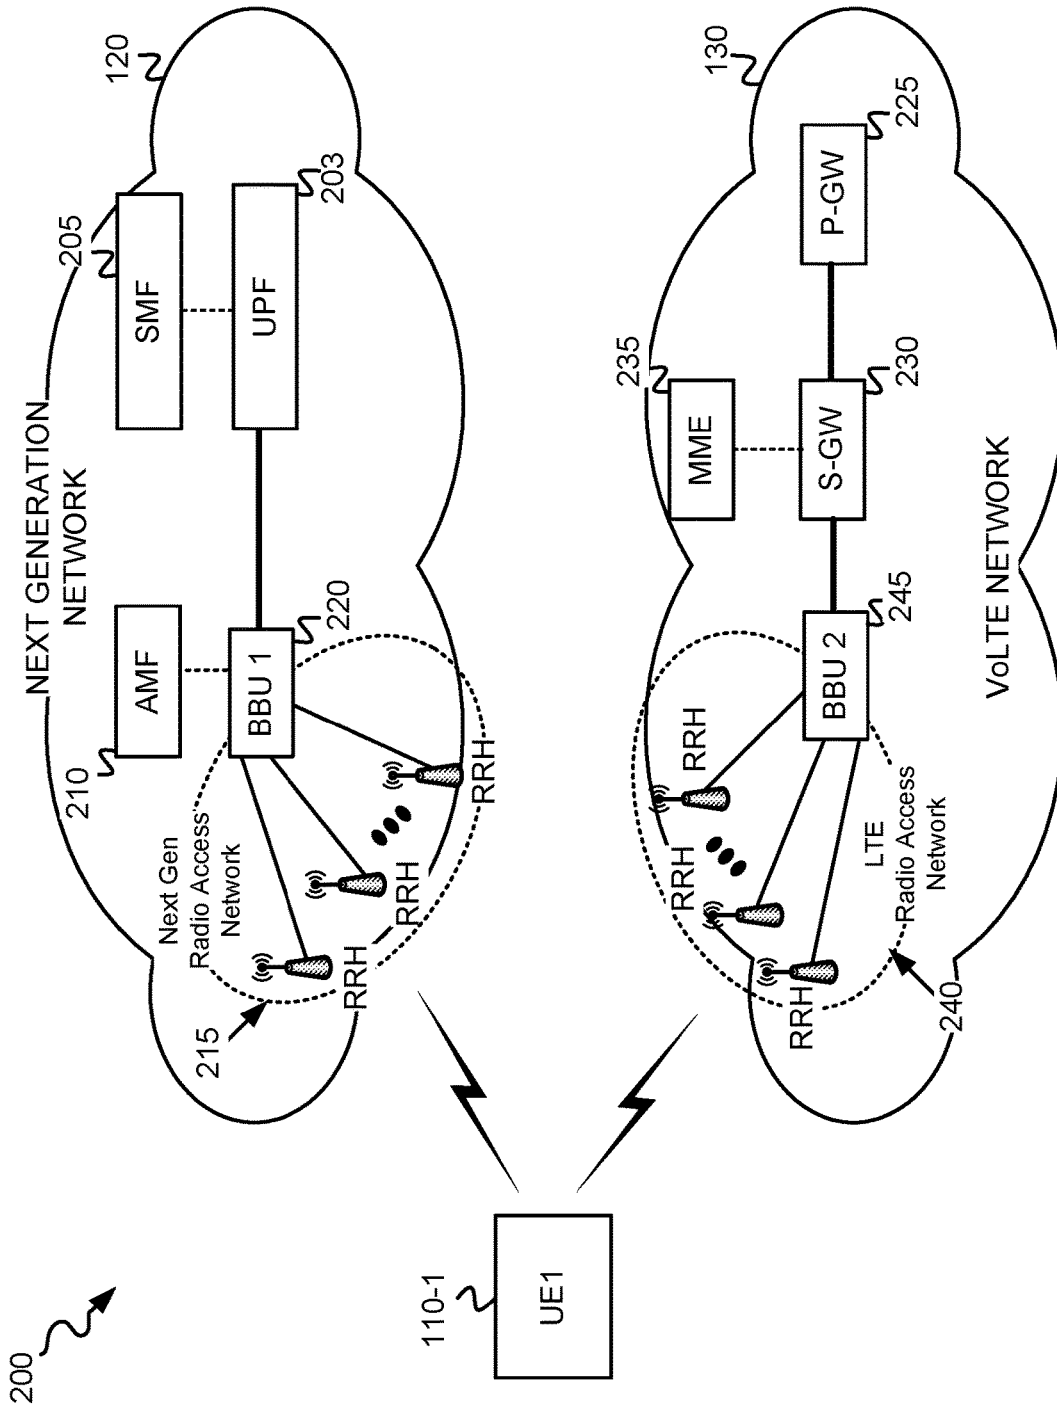 200
110-1
UE1
NEXT GENERATION
NETWORK
120
210
AMF
205
SMF
UPF
203
BBU 1
220
Next Gen
Radio Access
Network
215
RRH
RRH
RRH
130
235
MME
P-GW
225
S-GW
230
BBU 2
245
RRH
RRH
RRH
LTE
Radio Access
Network
240
VoLTE NETWORK